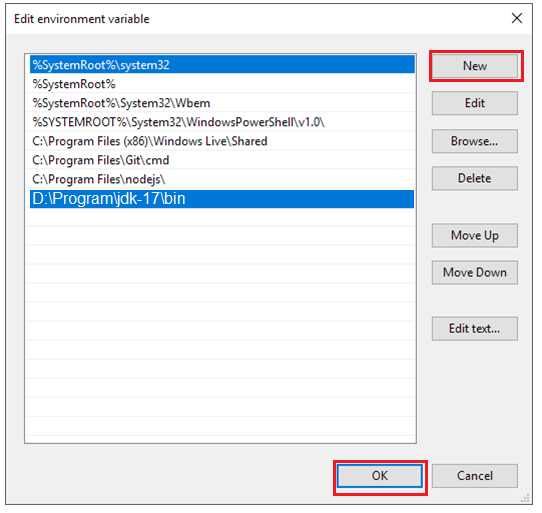 Edit environment variable
%SystemRoot%\system32
%SystemRoot%
%SystemRoot%\System32\Wbem
%SYSTEMROOT%\System32\WindowsPowerShell\v1.0\
C:\Program Files (x86)\Windows Live\Shared
C:\Program Files\Git\cmd
C:\Program Files\nodejs\
D:\Program\jdk-17\bin
New
Edit
Browse...
Delete
Move Up
Move Down
Edit text...
OK
Cancel